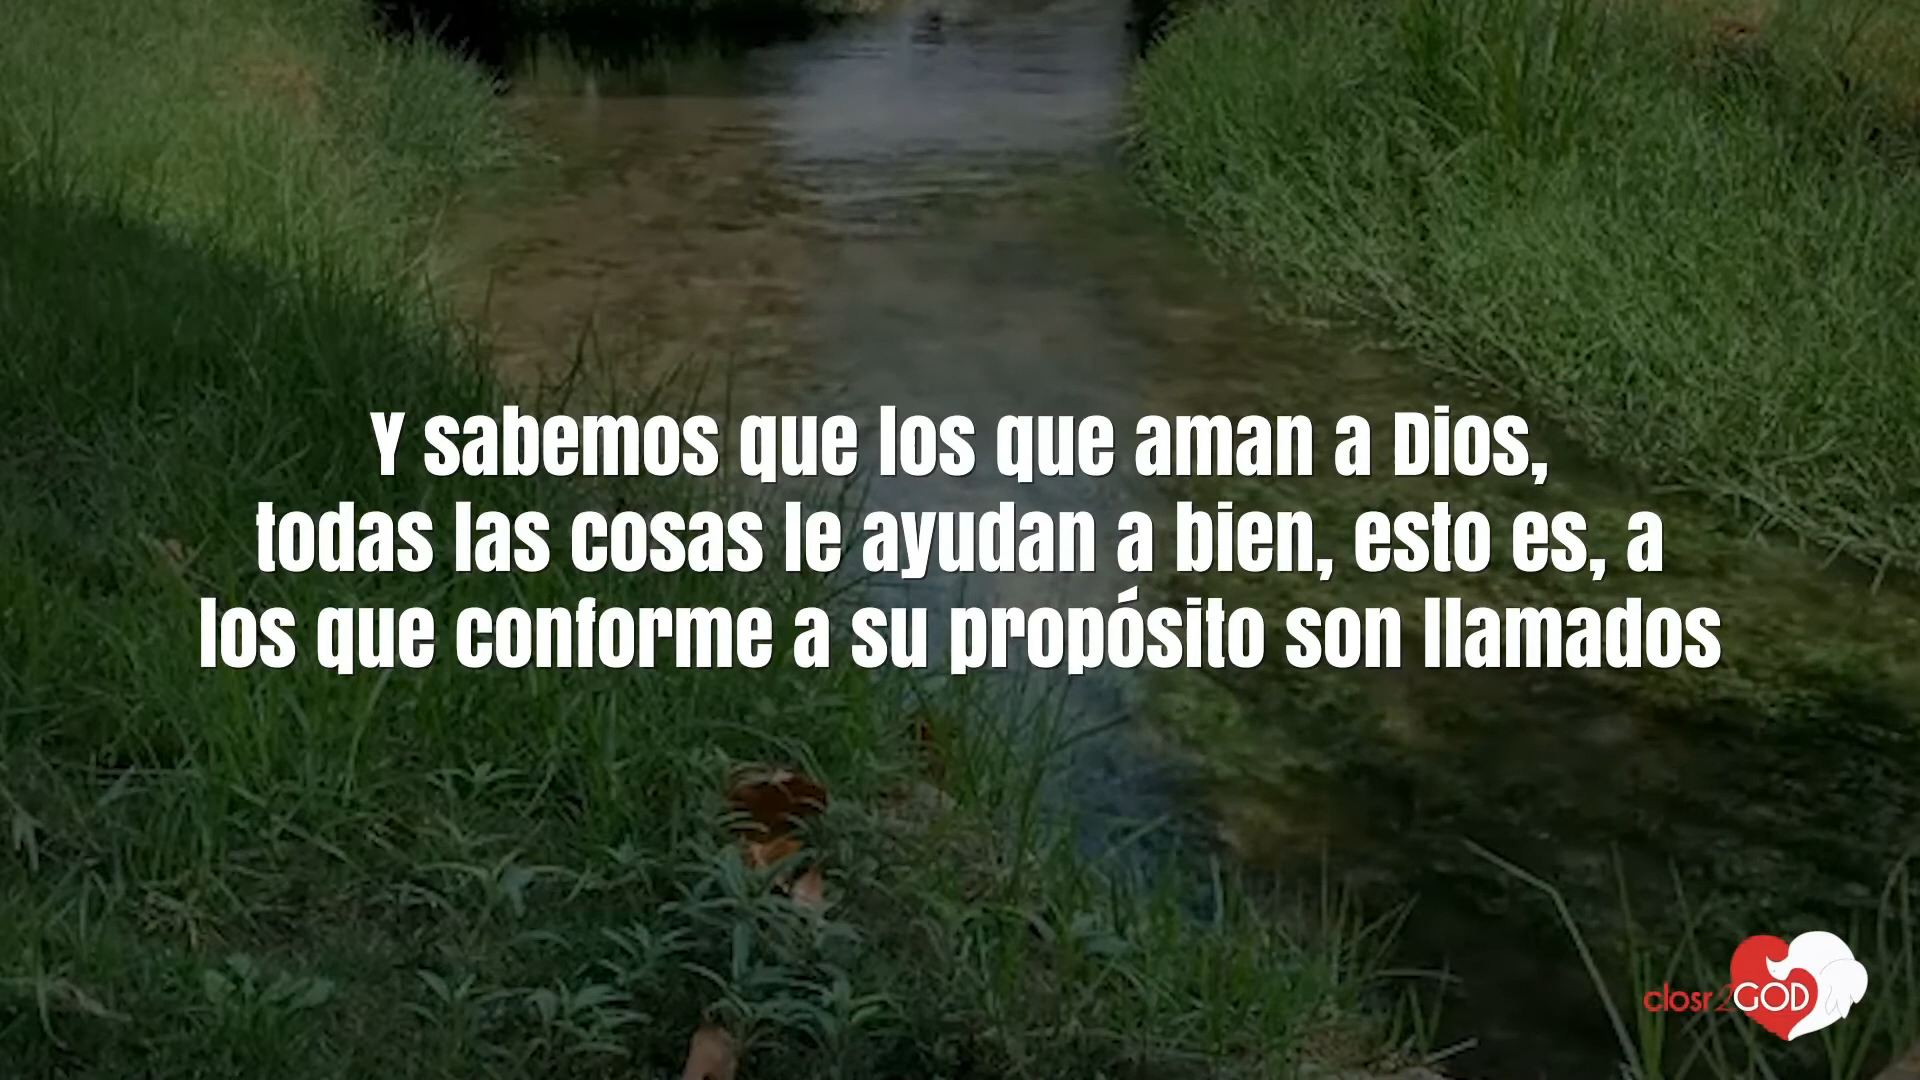 Y sabemos que los que aman a Dios,
todas las cosas le ayudan a bien, esto es, a
los que conforme a su propósito son llamados
closr2GOD